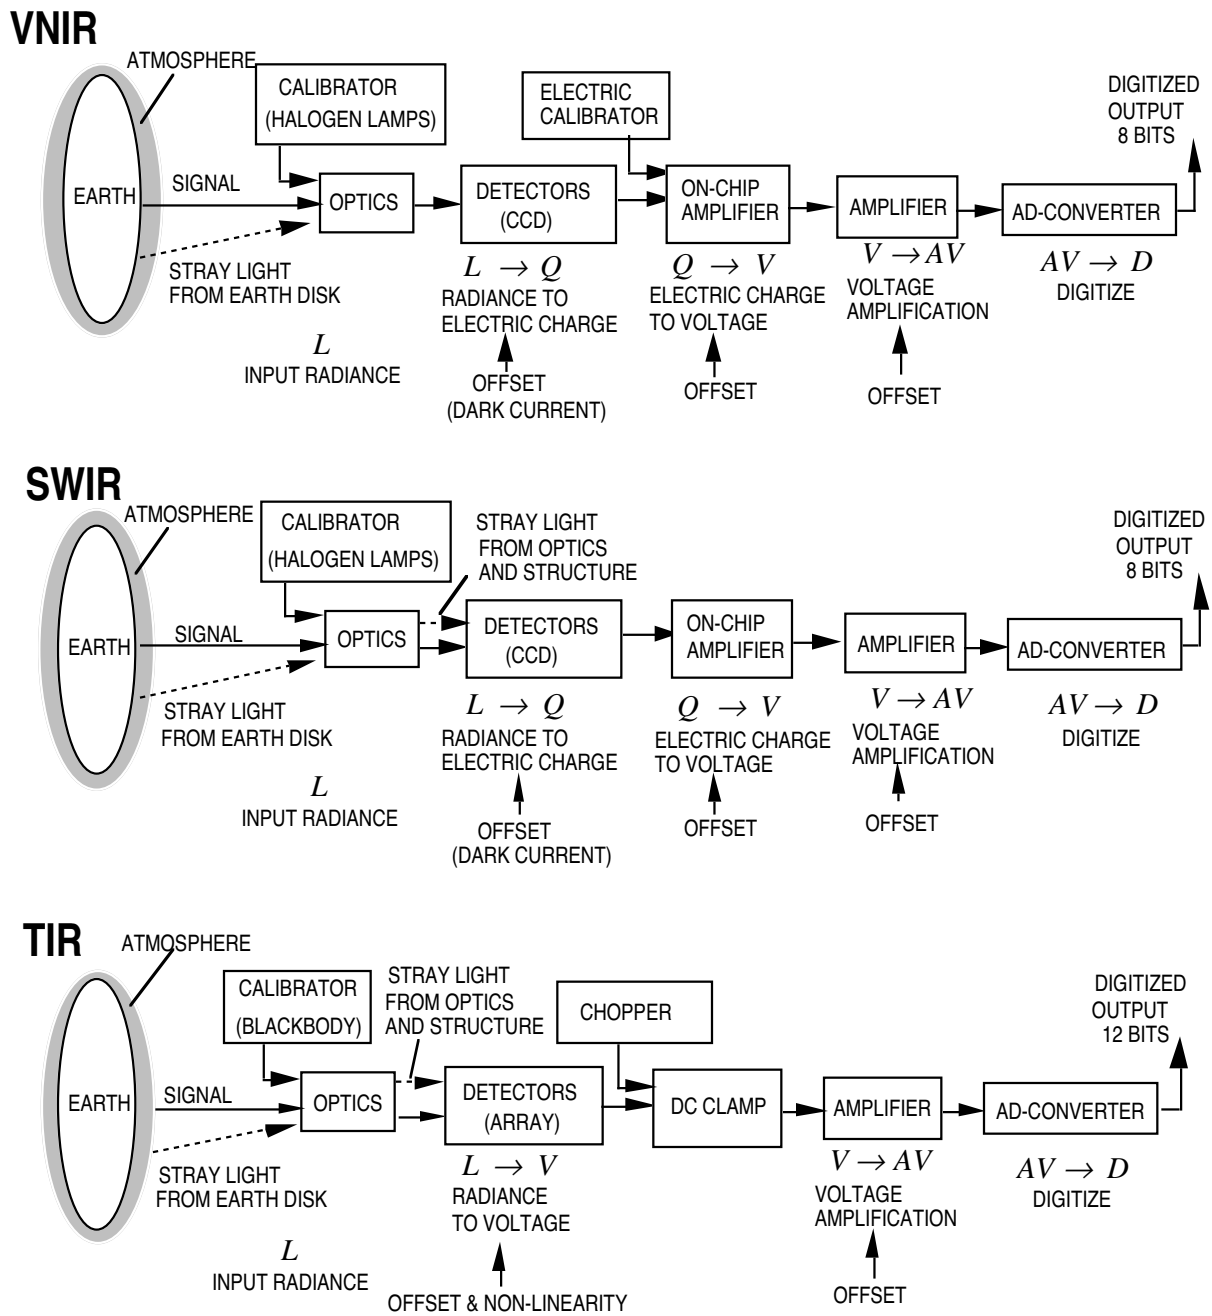 VNIR
ATMOSPHERE
CALIBRATOR
(HALOGEN LAMPS)
ELECTRIC
CALIBRATOR
DIGITIZED
OUTPUT
8 BITS
EARTH
SIGNAL
OPTICS
DETECTORS
(CCD)
ON-CHIP
AMPLIFIER
AMPLIFIER
AD-CONVERTER
STRAY LIGHT
FROM EARTH DISK
L → Q
RADIANCE TO
ELECTRIC CHARGE
Q → V
ELECTRIC CHARGE
TO VOLTAGE
V → AV
VOLTAGE
AMPLIFICATION
AV → D
DIGITIZE
L
INPUT RADIANCE
OFFSET
(DARK CURRENT)
OFFSET
OFFSET
SWIR
ATMOSPHERE
CALIBRATOR
(HALOGEN LAMPS)
STRAY LIGHT
FROM OPTICS
AND STRUCTURE
DIGITIZED
OUTPUT
8 BITS
EARTH
SIGNAL
OPTICS
DETECTORS
(CCD)
ON-CHIP
AMPLIFIER
AMPLIFIER
AD-CONVERTER
STRAY LIGHT
FROM EARTH DISK
L → Q
RADIANCE TO
ELECTRIC CHARGE
Q → V
ELECTRIC CHARGE
TO VOLTAGE
V → AV
VOLTAGE
AMPLIFICATION
AV → D
DIGITIZE
L
INPUT RADIANCE
OFFSET
(DARK CURRENT)
OFFSET
OFFSET
TIR
ATMOSPHERE
CALIBRATOR
(BLACKBODY)
STRAY LIGHT
FROM OPTICS
AND STRUCTURE
CHOPPER
DIGITIZED
OUTPUT
12 BITS
EARTH
SIGNAL
OPTICS
DETECTORS
(ARRAY)
DC CLAMP
AMPLIFIER
AD-CONVERTER
STRAY LIGHT
FROM EARTH DISK
L → V
RADIANCE
TO VOLTAGE
V → AV
VOLTAGE
AMPLIFICATION
AV → D
DIGITIZE
L
INPUT RADIANCE
OFFSET & NON-LINEARITY
OFFSET